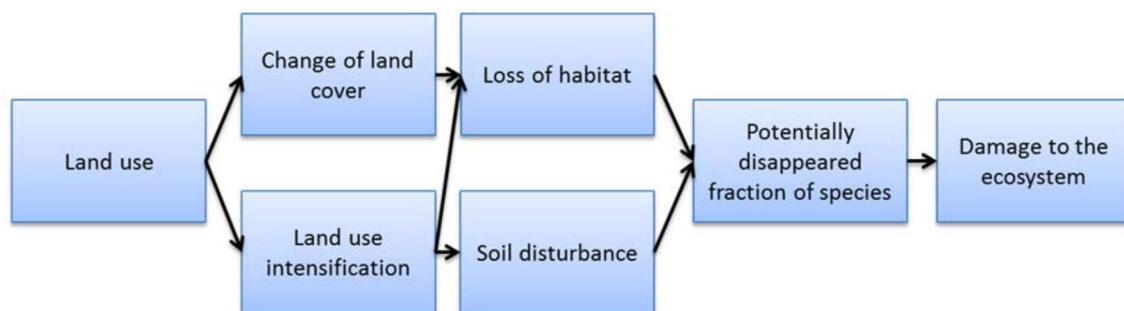 Land use
Change of land
cover
Land use
intensification
Loss of habitat
Soil disturbance
Potentially
disappeared
fraction of species
Damage to the
ecosystem